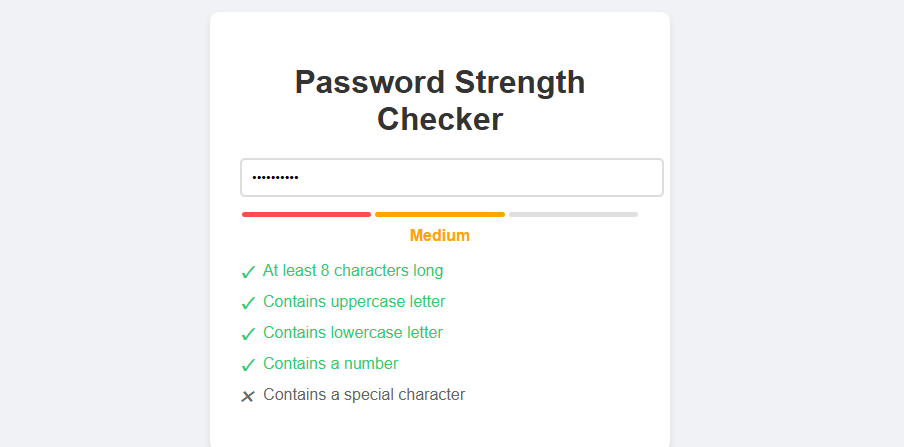 Password Strength
Checker
••••••••••
Medium
✓ At least 8 characters long
✓ Contains uppercase letter
✓ Contains lowercase letter
✓ Contains a number
✕ Contains a special character